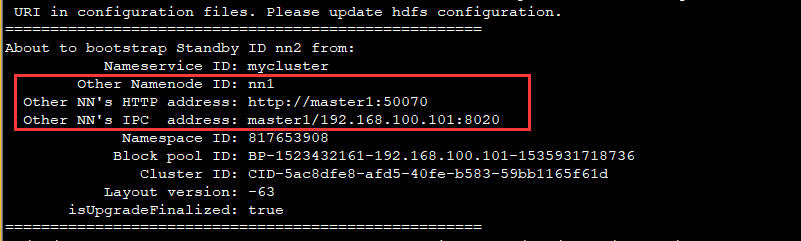 URI in configuration files. Please update hdfs configuration.
=====================================================
About to bootstrap Standby ID nn2 from:
Nameservice ID: mycluster
Other Namenode ID: nn1
Other NN's HTTP address: http://master1:50070
Other NN's IPC  address: master1/192.168.100.101:8020
Namespace ID: 817653908
Block pool ID: BP-1523432161-192.168.100.101-1535931718736
Cluster ID: CID-5ac8dfe8-afd5-40fe-b583-59bb1165f61d
Layout version: -63
isUpgradeFinalized: true
=====================================================